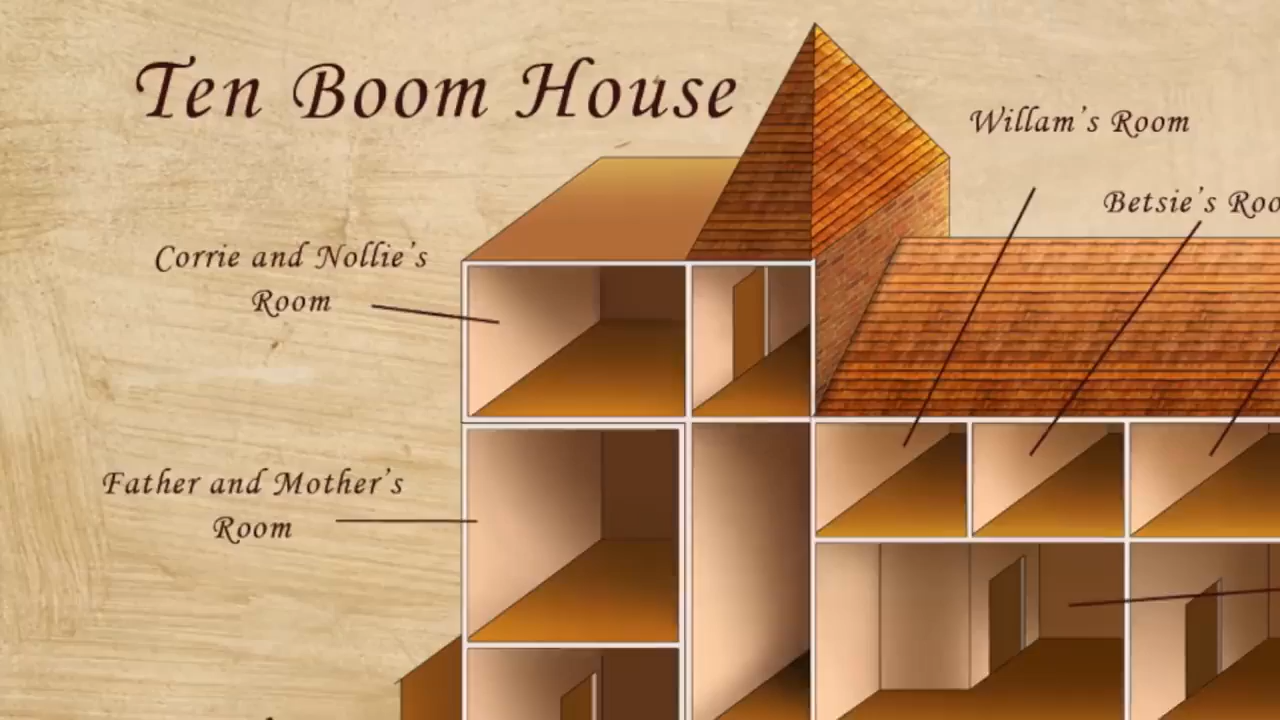 Ten Boom House
Willam's Room
Betsie's Roo
Corrie and Nollie's
Room
Father and Mother's
Room